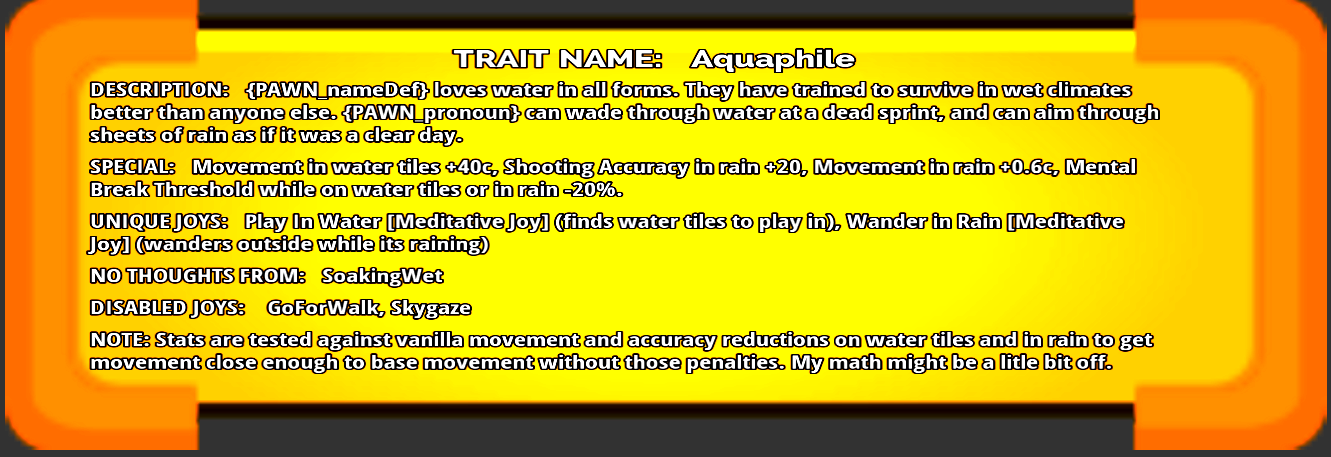 TRAIT NAME: Aquaphile
DESCRIPTION: {PAWN_nameDef} loves water in all forms. They have trained to survive in wet climates
better than anyone else. {PAWN_pronoun} can wade through water at a dead sprint, and can aim through
sheets of rain as if it was a clear day.
SPECIAL: Movement in water tiles +40c, Shooting Accuracy in rain +20, Movement in rain +0.6c, Mental
Break Threshold while on water tiles or in rain -20%.
UNIQUE JOYS: Play In Water [Meditative Joy] (finds water tiles to play in), Wander in Rain [Meditative
Joy] (wanders outside while its raining)
NO THOUGHTS FROM: SoakingWet
DISABLED JOYS: GoForWalk, Skygaze
NOTE: Stats are tested against vanilla movement and accuracy reductions on water tiles and in rain to get
movement close enough to base movement without those penalties. My math might be a litle bit off.